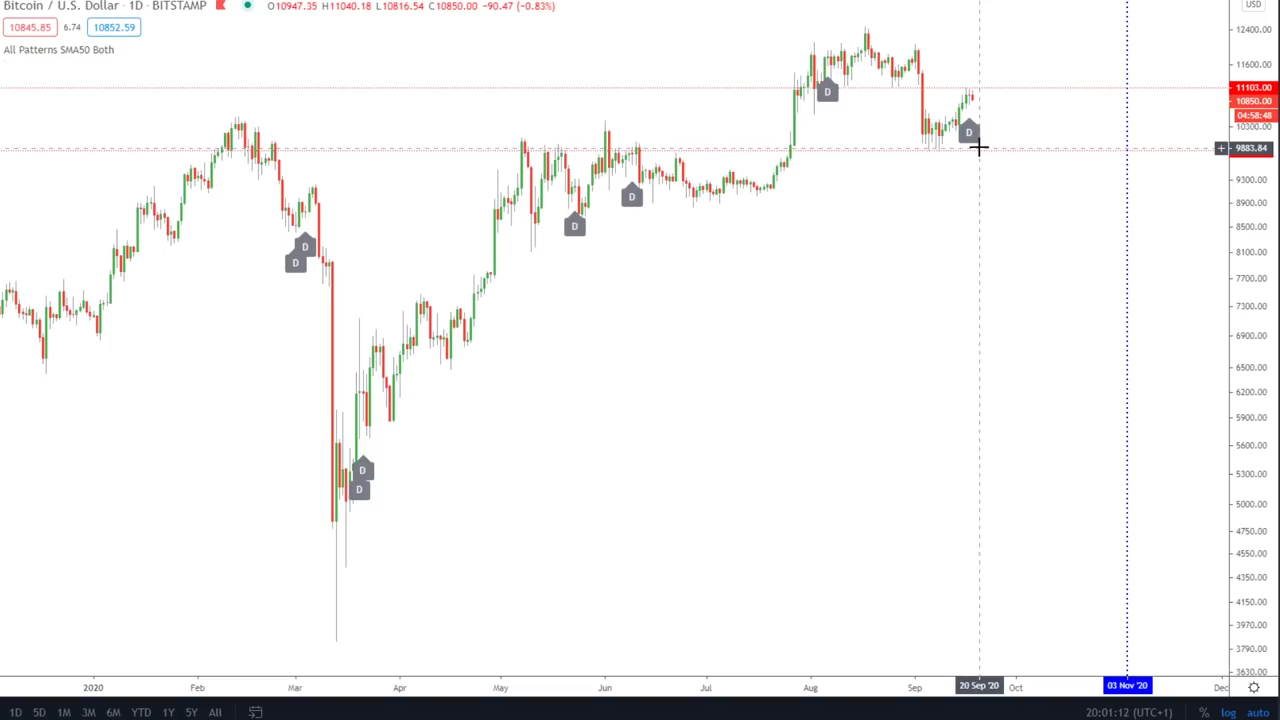 Bitcoin / U.S. Dollar · 1D · BITSTAMP O10947.35 H11040.18 L10816.54 C10850.00 −90.47 (−0.83%) USD
10845.85 6.74 10852.59
All Patterns SMA50 Both
12400.00
11600.00
11103.00
D
10850.00
04:58:48
10300.00
D
9883.84
9300.00
D
8900.00
8500.00
D
D
8100.00
D
7700.00
7300.00
6900.00
6500.00
6200.00
5900.00
5600.00
5300.00
D
D
5000.00
4750.00
4550.00
4350.00
4150.00
3970.00
3790.00
3630.00
2020 Feb Mar Apr May Jun Jul Aug Sep 20 Sep '20 Oct 03 Nov '20 Dec
1D 5D 1M 3M 6M YTD 1Y 5Y All 20:01:12 (UTC+1) % log auto